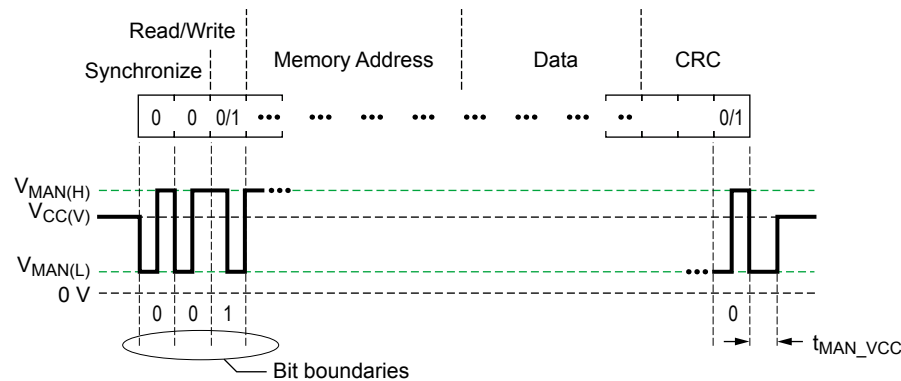 Read/Write
Synchronize
Memory Address
Data
CRC
0 0 0/1 ••• ••• ••• ••• ••• ••• ••• ••• •• 0/1
V_MAN(H)
•••
V_CC(V)
V_MAN(L)
•••
0 V
0 0 1 0
t_MAN_VCC
Bit boundaries